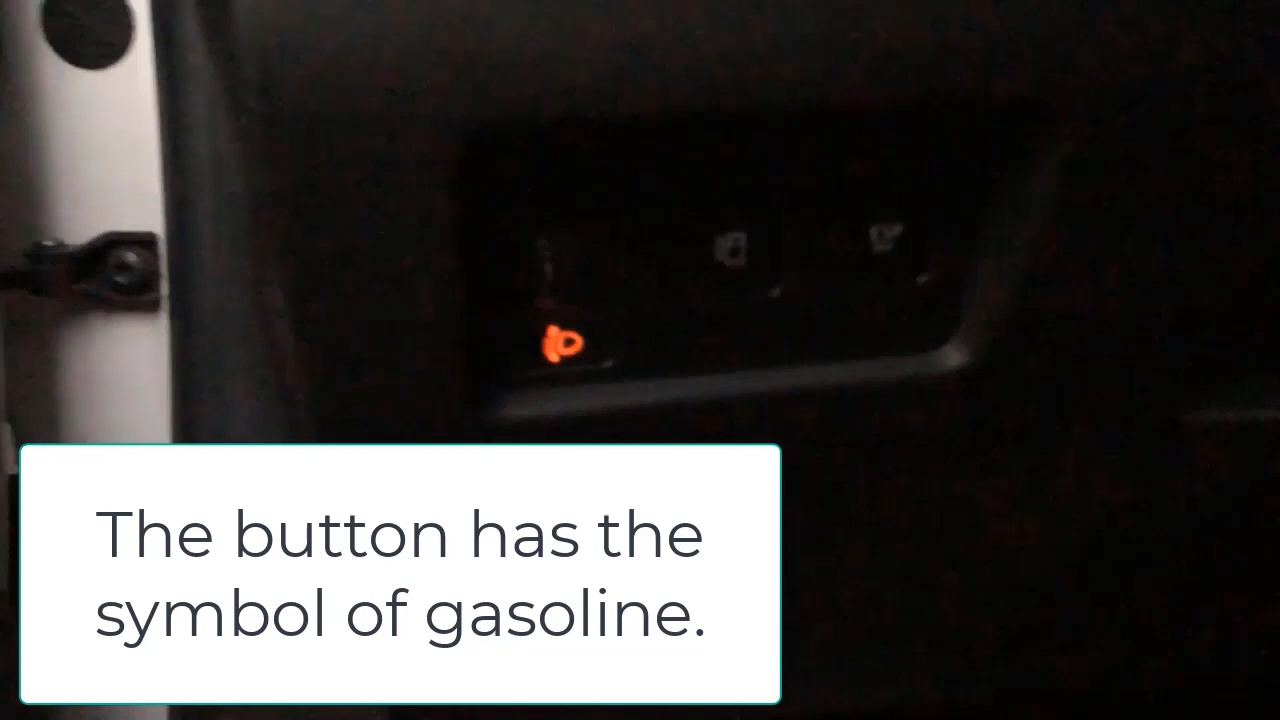 The button has the
symbol of gasoline.